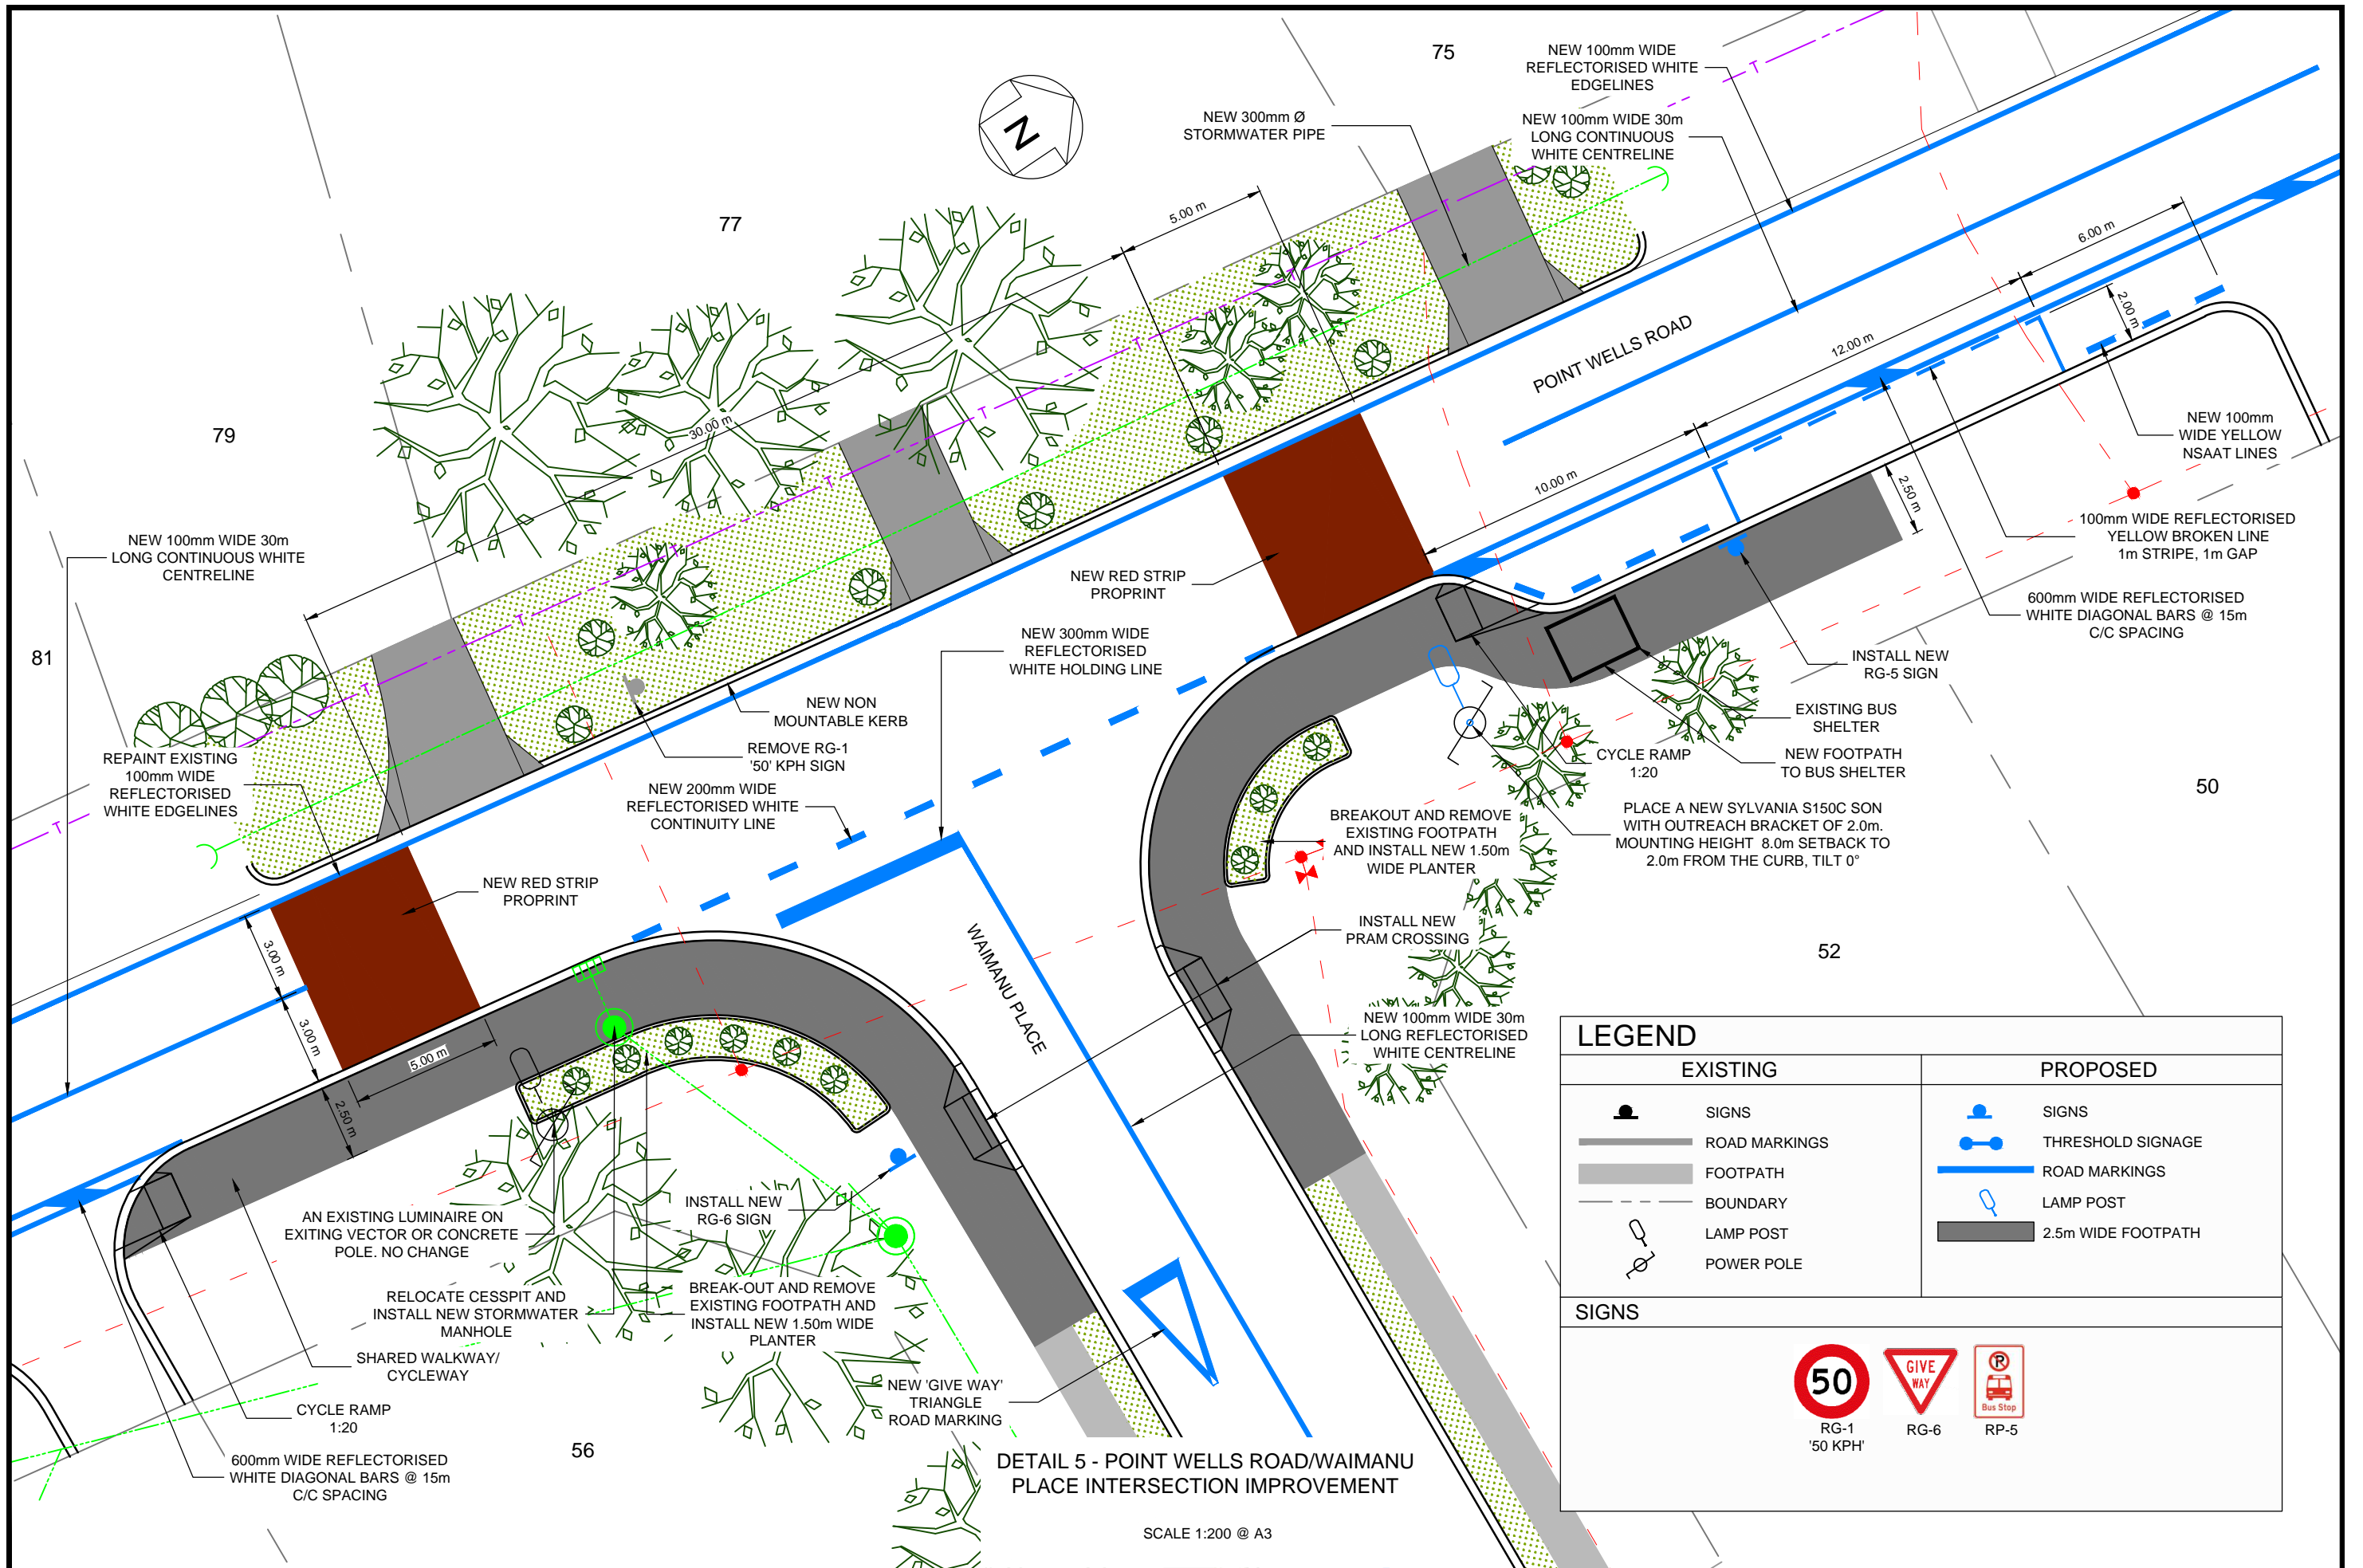 75
NEW 100mm WIDE
REFLECTORISED WHITE
EDGELINES
NEW 300mm Ø
STORMWATER PIPE
NEW 100mm WIDE 30m
LONG CONTINUOUS
WHITE CENTRELINE
N
77
5.00 m
6.00 m
2.00 m
12.00 m
POINT WELLS ROAD
30.00 m
79
NEW 100mm
WIDE YELLOW
NSAAT LINES
10.00 m
2.50 m
100mm WIDE REFLECTORISED
YELLOW BROKEN LINE
1m STRIPE, 1m GAP
NEW 100mm WIDE 30m
LONG CONTINUOUS WHITE
CENTRELINE
NEW RED STRIP
PROPRINT
600mm WIDE REFLECTORISED
WHITE DIAGONAL BARS @ 15m
C/C SPACING
NEW 300mm WIDE
REFLECTORISED
WHITE HOLDING LINE
81
INSTALL NEW
RG-5 SIGN
NEW NON
MOUNTABLE KERB
EXISTING BUS
SHELTER
REMOVE RG-1
'50' KPH SIGN
CYCLE RAMP
1:20
NEW FOOTPATH
TO BUS SHELTER
REPAINT EXISTING
100mm WIDE
REFLECTORISED
WHITE EDGELINES
NEW 200mm WIDE
REFLECTORISED WHITE
CONTINUITY LINE
50
BREAKOUT AND REMOVE
EXISTING FOOTPATH
AND INSTALL NEW 1.50m
WIDE PLANTER
PLACE A NEW SYLVANIA S150C SON
WITH OUTREACH BRACKET OF 2.0m.
MOUNTING HEIGHT 8.0m SETBACK TO
2.0m FROM THE CURB, TILT 0°
NEW RED STRIP
PROPRINT
INSTALL NEW
PRAM CROSSING
3.00 m
WAIMANU PLACE
52
3.00 m
5.00 m
2.50 m
NEW 100mm WIDE 30m
LONG REFLECTORISED
WHITE CENTRELINE
AN EXISTING LUMINAIRE ON
EXITING VECTOR OR CONCRETE
POLE. NO CHANGE
INSTALL NEW
RG-6 SIGN
RELOCATE CESSPIT AND
INSTALL NEW STORMWATER
MANHOLE
BREAK-OUT AND REMOVE
EXISTING FOOTPATH AND
INSTALL NEW 1.50m WIDE
PLANTER
SHARED WALKWAY/
CYCLEWAY
NEW 'GIVE WAY'
TRIANGLE
ROAD MARKING
CYCLE RAMP
1:20
56
600mm WIDE REFLECTORISED
WHITE DIAGONAL BARS @ 15m
C/C SPACING
DETAIL 5 - POINT WELLS ROAD/WAIMANU
PLACE INTERSECTION IMPROVEMENT
SCALE 1:200 @ A3
T
T
T
T
T
T
T
T
T
LEGEND
EXISTING
SIGNS
ROAD MARKINGS
FOOTPATH
BOUNDARY
LAMP POST
POWER POLE
PROPOSED
SIGNS
THRESHOLD SIGNAGE
ROAD MARKINGS
LAMP POST
2.5m WIDE FOOTPATH
SIGNS
50
RG-1
'50 KPH'
GIVE
WAY
RG-6
P
Bus Stop
RP-5